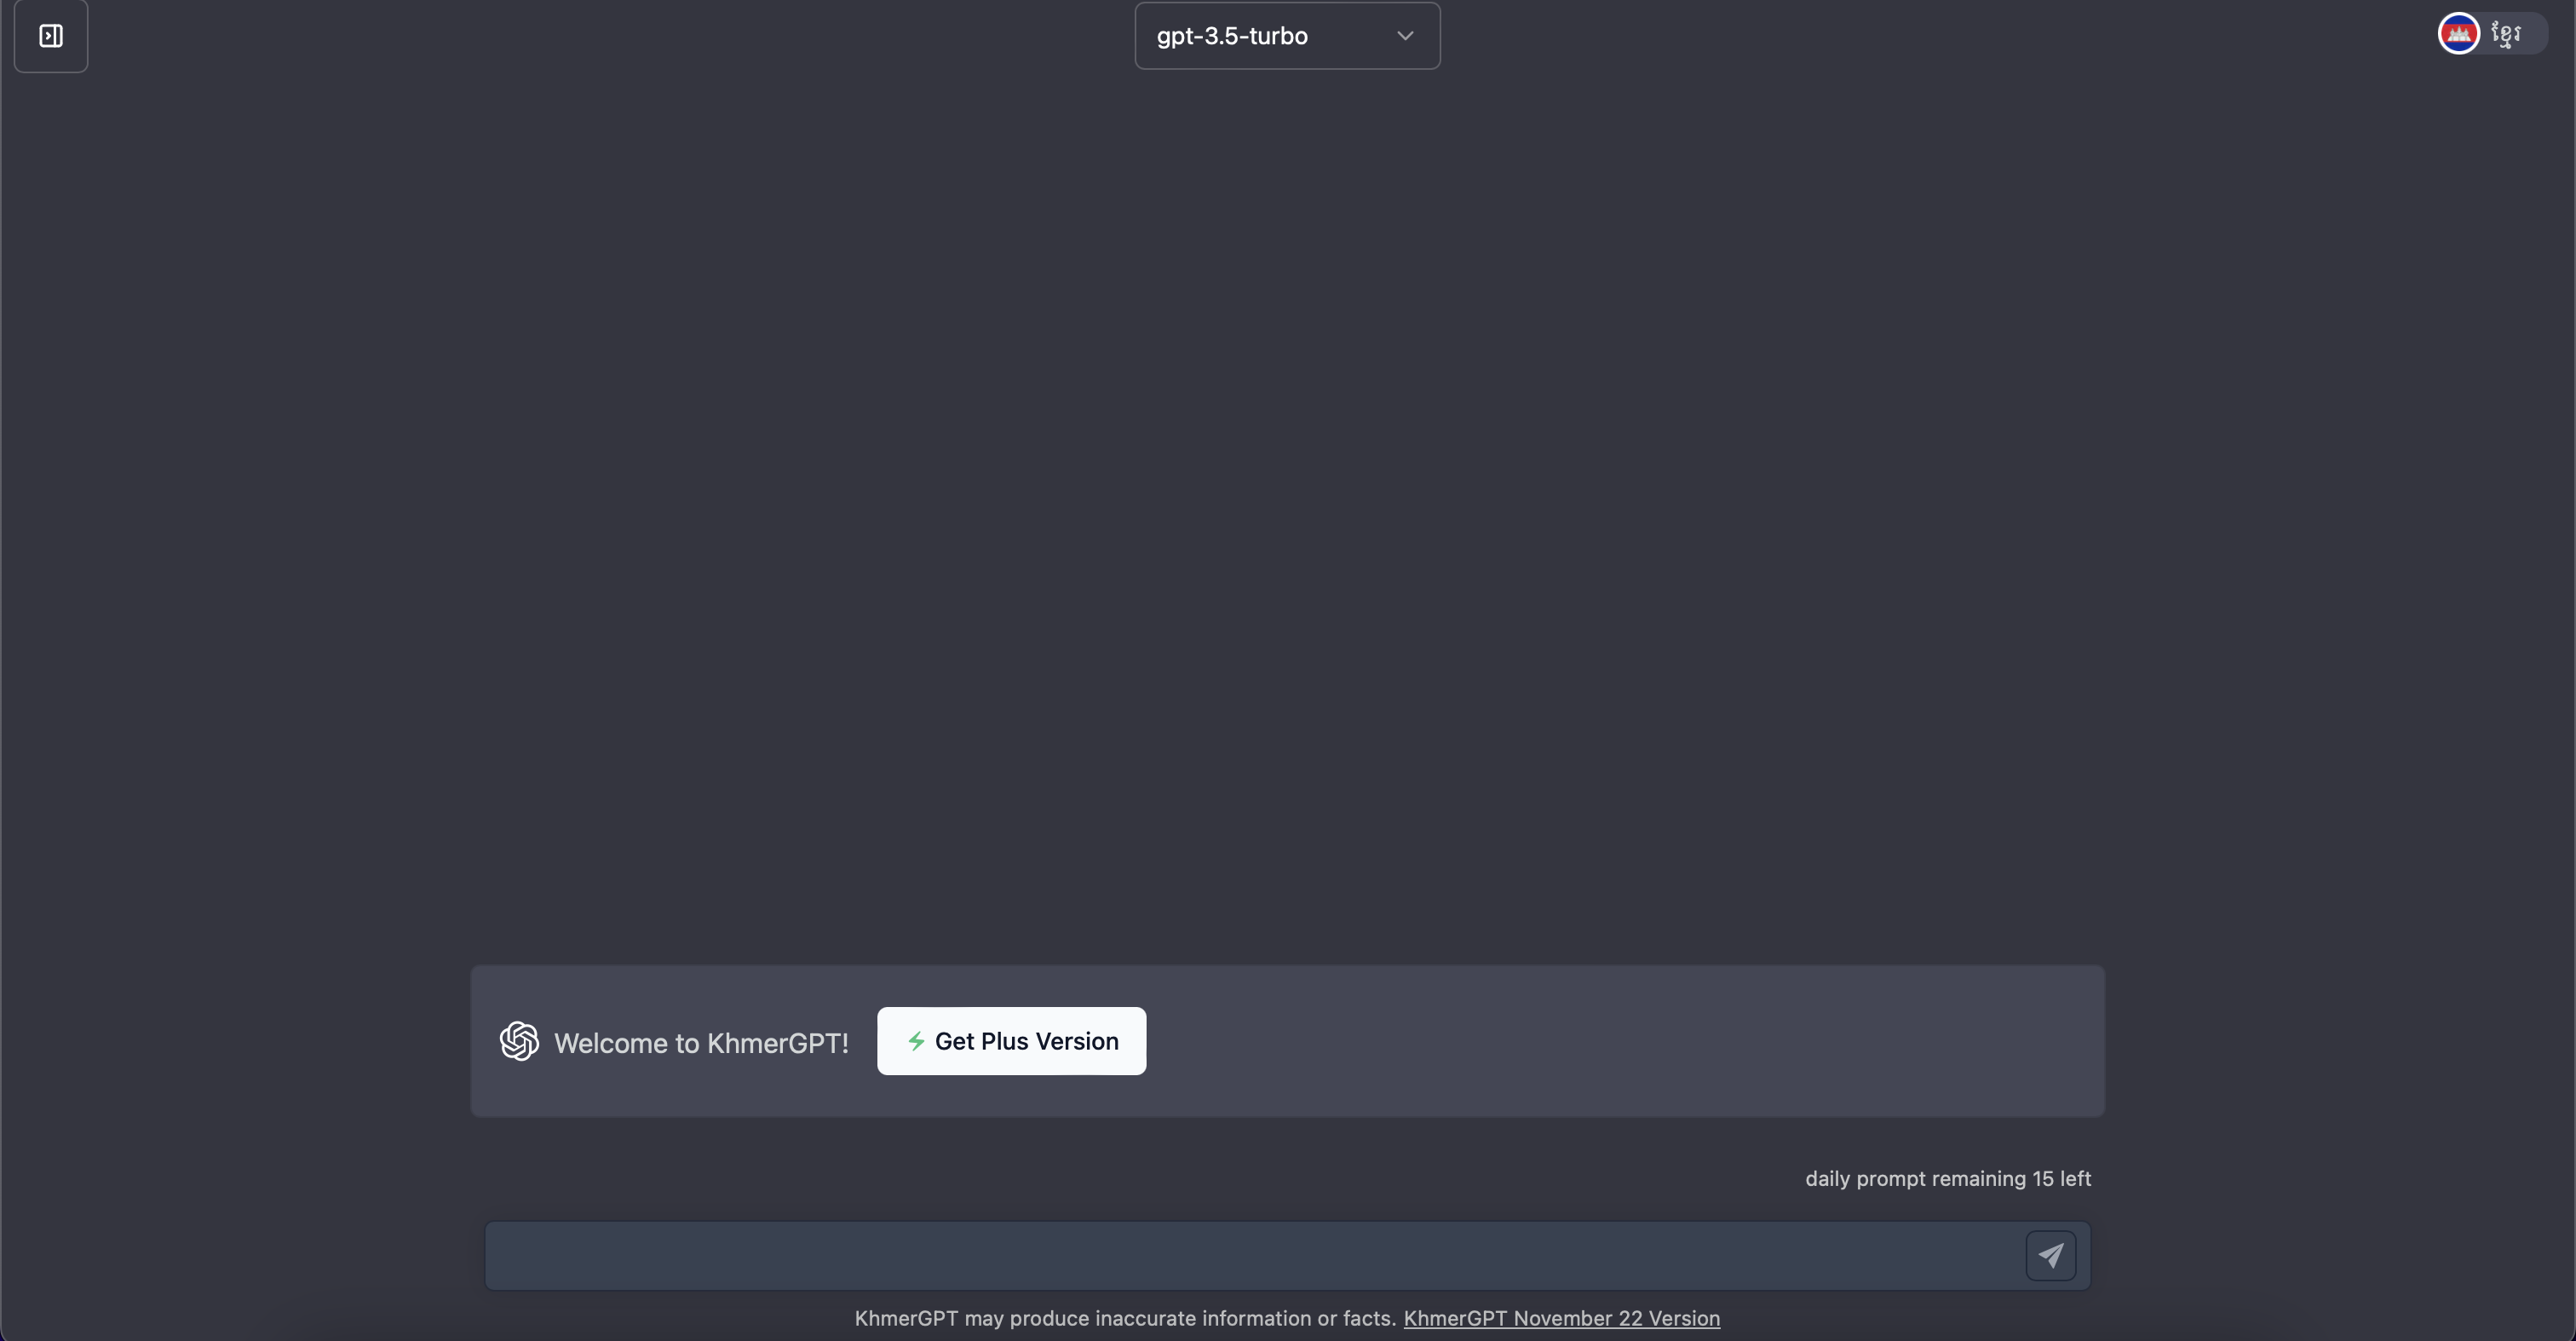 gpt-3.5-turbo
ខ្មែរ
Welcome to KhmerGPT!
Get Plus Version
daily prompt remaining 15 left
KhmerGPT may produce inaccurate information or facts. KhmerGPT November 22 Version